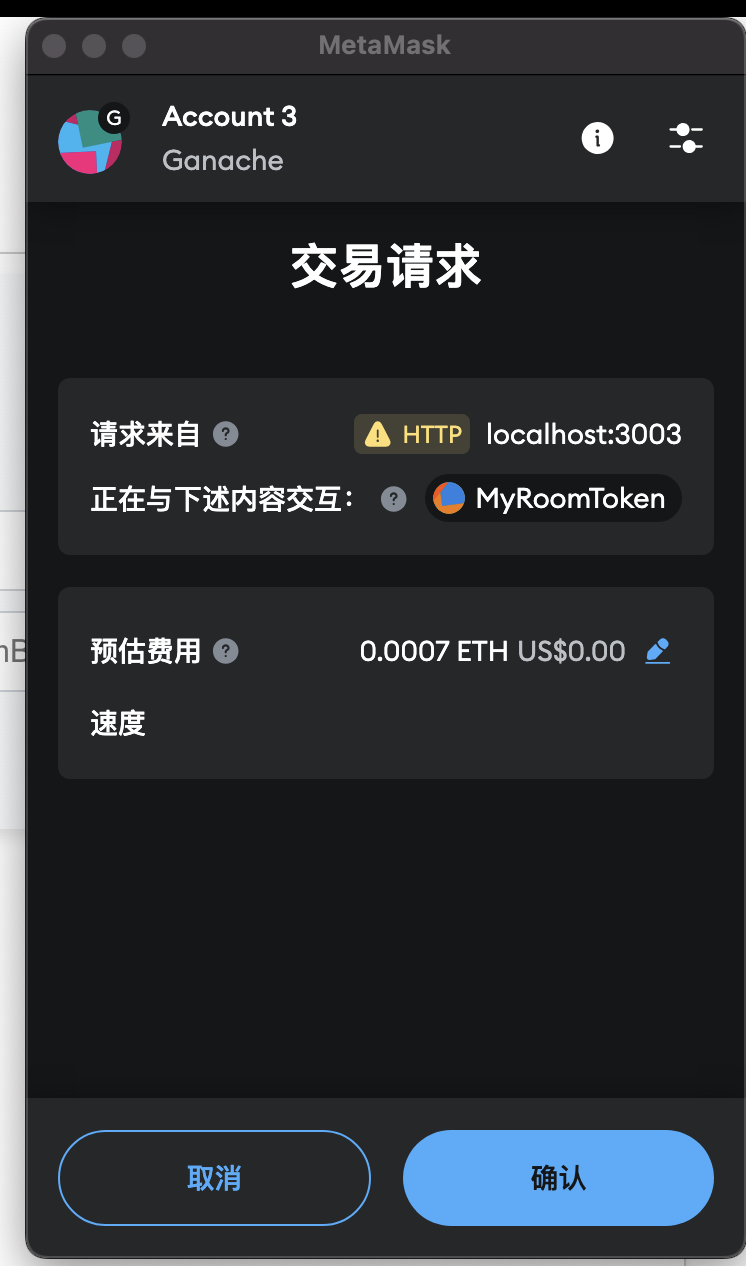 MetaMask
G
Account 3
Ganache
交易请求
请求来自 ? HTTP localhost:3003
正在与下述内容交互： ? MyRoomToken
预估费用 ? 0.0007 ETH US$0.00
速度
取消 确认